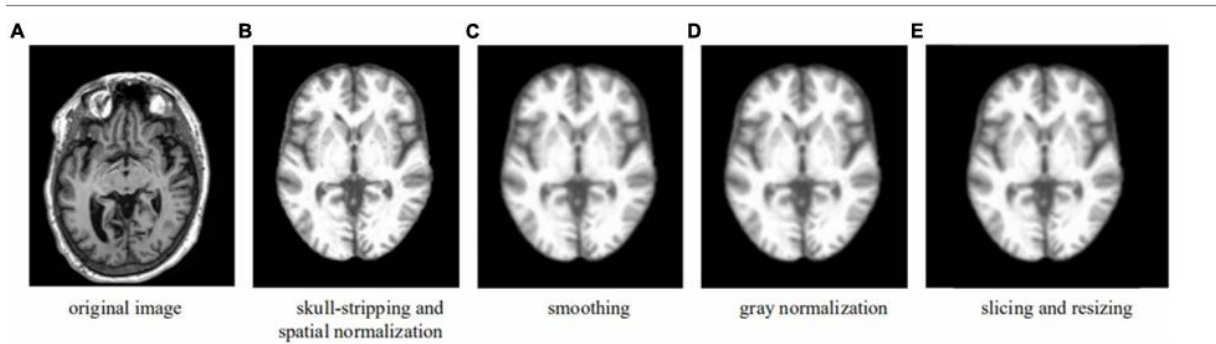 A
B
C
D
E
original image
skull-stripping and
spatial normalization
smoothing
gray normalization
slicing and resizing